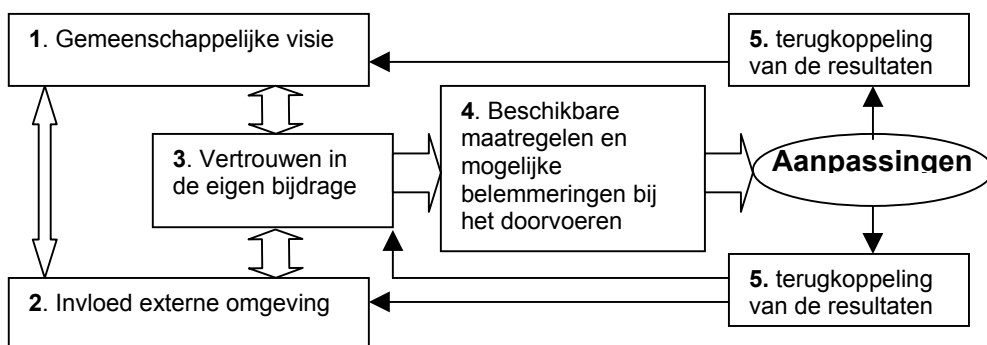 1. Gemeenschappelijke visie
5. terugkoppeling
van de resultaten
4. Beschikbare
maatregelen en
mogelijke
belemmeringen bij
het doorvoeren
3. Vertrouwen in
de eigen bijdrage
Aanpassingen
2. Invloed externe omgeving
5. terugkoppeling
van de resultaten